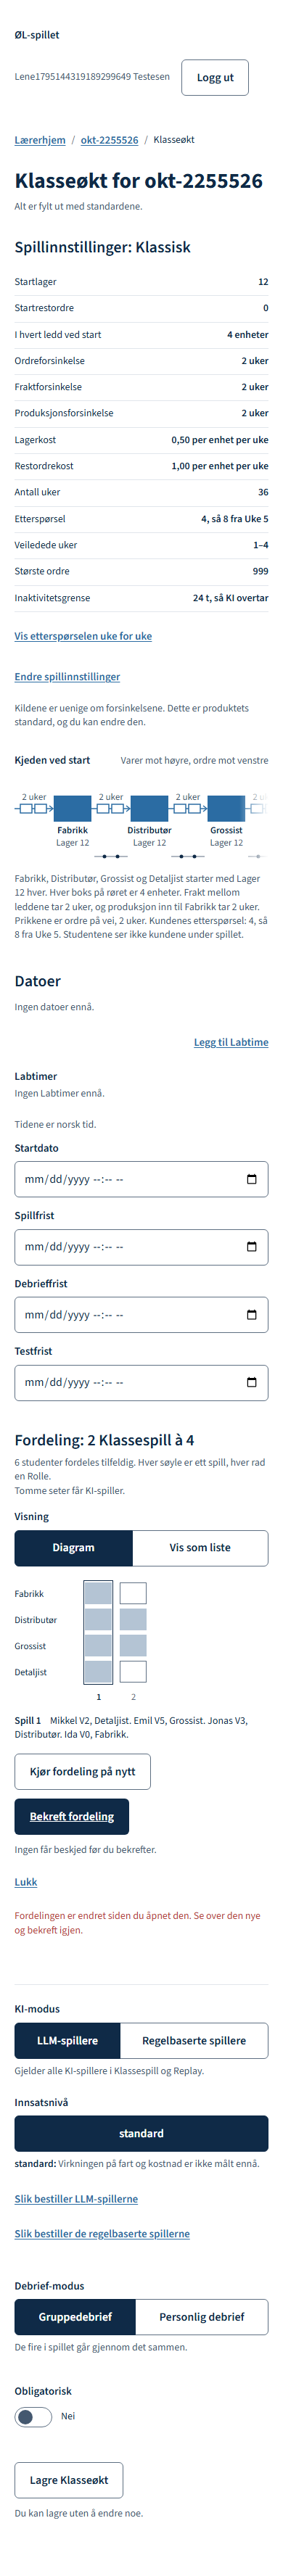 ØL-spillet
Lene1795144319189299649 Testesen
Logg ut
Lærerhjem / okt-2255526 / Klasseøkt
Klasseøkt for okt-2255526
Alt er fylt ut med standardene.
Spillinnstillinger: Klassisk
Startlager 12
Startrestordre 0
I hvert ledd ved start 4 enheter
Ordreforsinkelse 2 uker
Fraktforsinkelse 2 uker
Produksjonsforsinkelse 2 uker
Lagerkost 0,50 per enhet per uke
Restordrekost 1,00 per enhet per uke
Antall uker 36
Etterspørsel 4, så 8 fra Uke 5
Veiledede uker 1–4
Største ordre 999
Inaktivitetsgrense 24 t, så KI overtar
Vis etterspørselen uke for uke
Endre spillinnstillinger
Kildene er uenige om forsinkelsene. Dette er produktets
standard, og du kan endre den.
Kjeden ved start Varer mot høyre, ordre mot venstre
2 uker 2 uker 2 uker 2 u
Fabrikk Distributør Grossist
Lager 12 Lager 12 Lager 12
Fabrikk, Distributør, Grossist og Detaljist starter med Lager
12 hver. Hver boks på røret er 4 enheter. Frakt mellom
leddene tar 2 uker, og produksjon inn til Fabrikk tar 2 uker.
Prikkene er ordre på vei, 2 uker. Kundenes etterspørsel: 4, så
8 fra Uke 5. Studentene ser ikke kundene under spillet.
Datoer
Ingen datoer ennå.
Legg til Labtime
Labtimer
Ingen Labtimer ennå.
Tidene er norsk tid.
Startdato
mm/dd/yyyy --:-- --
Spillfrist
mm/dd/yyyy --:-- --
Debrieffrist
mm/dd/yyyy --:-- --
Testfrist
mm/dd/yyyy --:-- --
Fordeling: 2 Klassespill à 4
6 studenter fordeles tilfeldig. Hver søyle er ett spill, hver rad
en Rolle.
Tomme seter får KI-spiller.
Visning
Diagram Vis som liste
Fabrikk
Distributør
Grossist
Detaljist
1 2
Spill 1 Mikkel V2, Detaljist. Emil V5, Grossist. Jonas V3,
Distributør. Ida V0, Fabrikk.
Kjør fordeling på nytt
Bekreft fordeling
Ingen får beskjed før du bekrefter.
Lukk
Fordelingen er endret siden du åpnet den. Se over den nye
og bekreft igjen.
KI-modus
LLM-spillere Regelbaserte spillere
Gjelder alle KI-spillere i Klassespill og Replay.
Innsatsnivå
standard
standard: Virkningen på fart og kostnad er ikke målt ennå.
Slik bestiller LLM-spillerne
Slik bestiller de regelbaserte spillerne
Debrief-modus
Gruppedebrief Personlig debrief
De fire i spillet går gjennom det sammen.
Obligatorisk
Nei
Lagre Klasseøkt
Du kan lagre uten å endre noe.